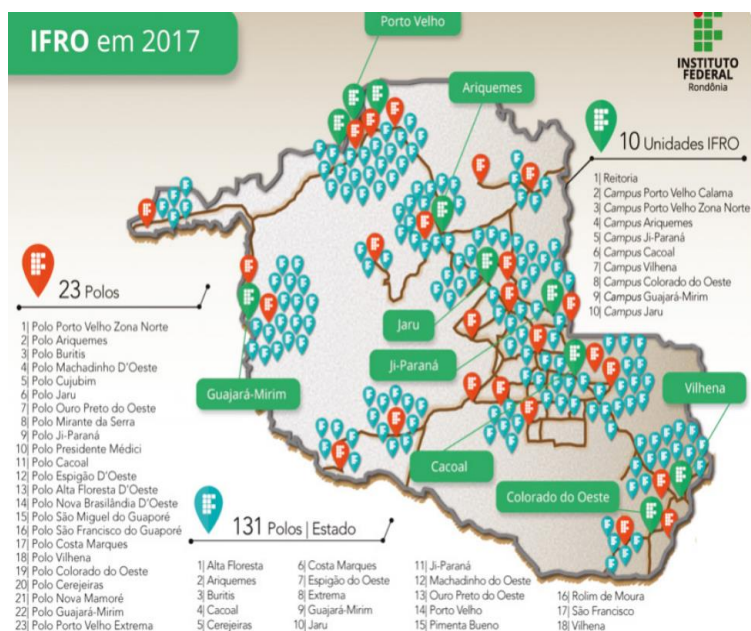 IFRO em 2017
Porto Velho
INSTITUTO
FEDERAL
Rondônia
Ariquemes
10 Unidades IFRO
1| Reitoria
2| Campus Porto Velho Calama
3| Campus Porto Velho Zona Norte
4| Campus Ariquemes
5| Campus Ji-Paraná
6| Campus Cacoal
7| Campus Vilhena
8| Campus Colorado do Oeste
9| Campus Guajará-Mirim
10| Campus Jaru
23 Polos
1| Polo Porto Velho Zona Norte
2| Polo Ariquemes
3| Polo Buritis
4| Polo Machadinho D'Oeste
5| Polo Cujubim
6| Polo Jaru
7| Polo Ouro Preto do Oeste
8| Polo Mirante da Serra
9| Polo Ji-Paraná
10| Polo Presidente Médici
11| Polo Cacoal
12| Polo Espigão D'Oeste
13| Polo Alta Floresta D'Oeste
14| Polo Nova Brasilândia D'Oeste
15| Polo São Miguel do Guaporé
16| Polo São Francisco do Guaporé
17| Polo Costa Marques
18| Polo Vilhena
19| Polo Colorado do Oeste
20| Polo Cerejeiras
21| Polo Nova Mamoré
22| Polo Guajará-Mirim
23| Polo Porto Velho Extrema
Jaru
Ji-Paraná
Guajará-Mirim
Vilhena
Cacoal
Colorado do Oeste
131 Polos | Estado
1| Alta Floresta
2| Ariquemes
3| Buritis
4| Cacoal
5| Cerejeiras
6| Costa Marques
7| Espigão do Oeste
8| Extrema
9| Guajará-Mirim
10| Jaru
11| Ji-Paraná
12| Machadinho do Oeste
13| Ouro Preto do Oeste
14| Porto Velho
15| Pimenta Bueno
16| Rolim de Moura
17| São Francisco
18| Vilhena